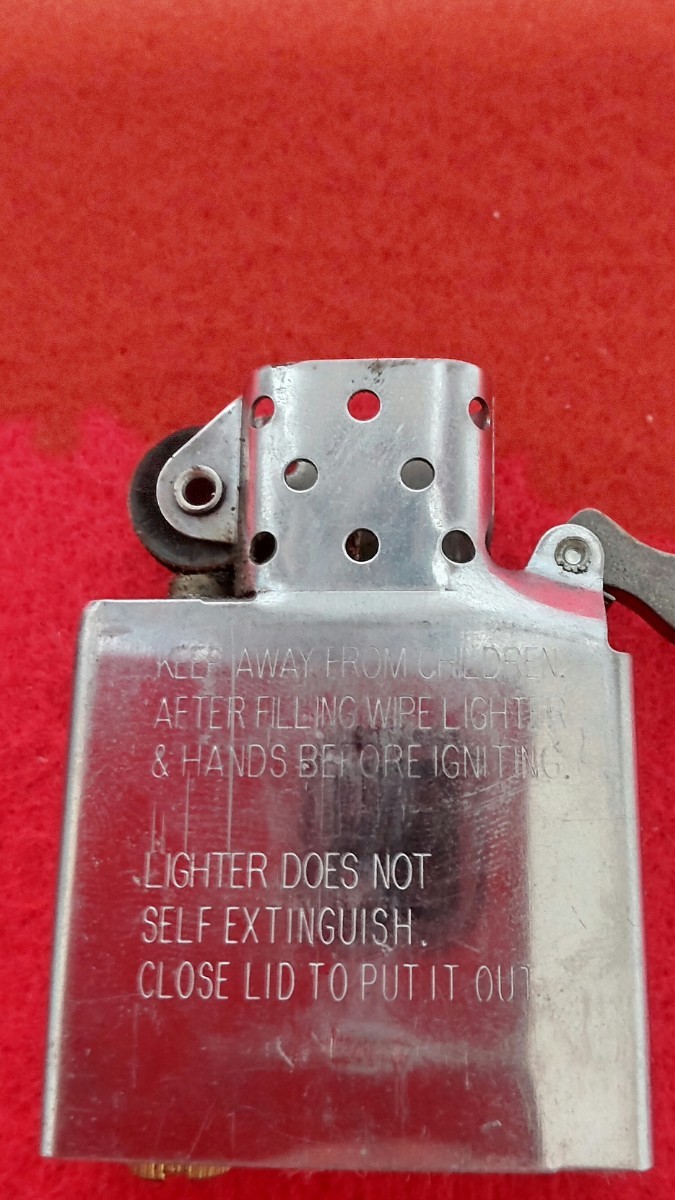 KEEP AWAY FROM CHILDREN.
AFTER FILLING WIPE LIGHTER
& HANDS BEFORE IGNITING.
LIGHTER DOES NOT
SELF EXTINGUISH.
CLOSE LID TO PUT IT OUT